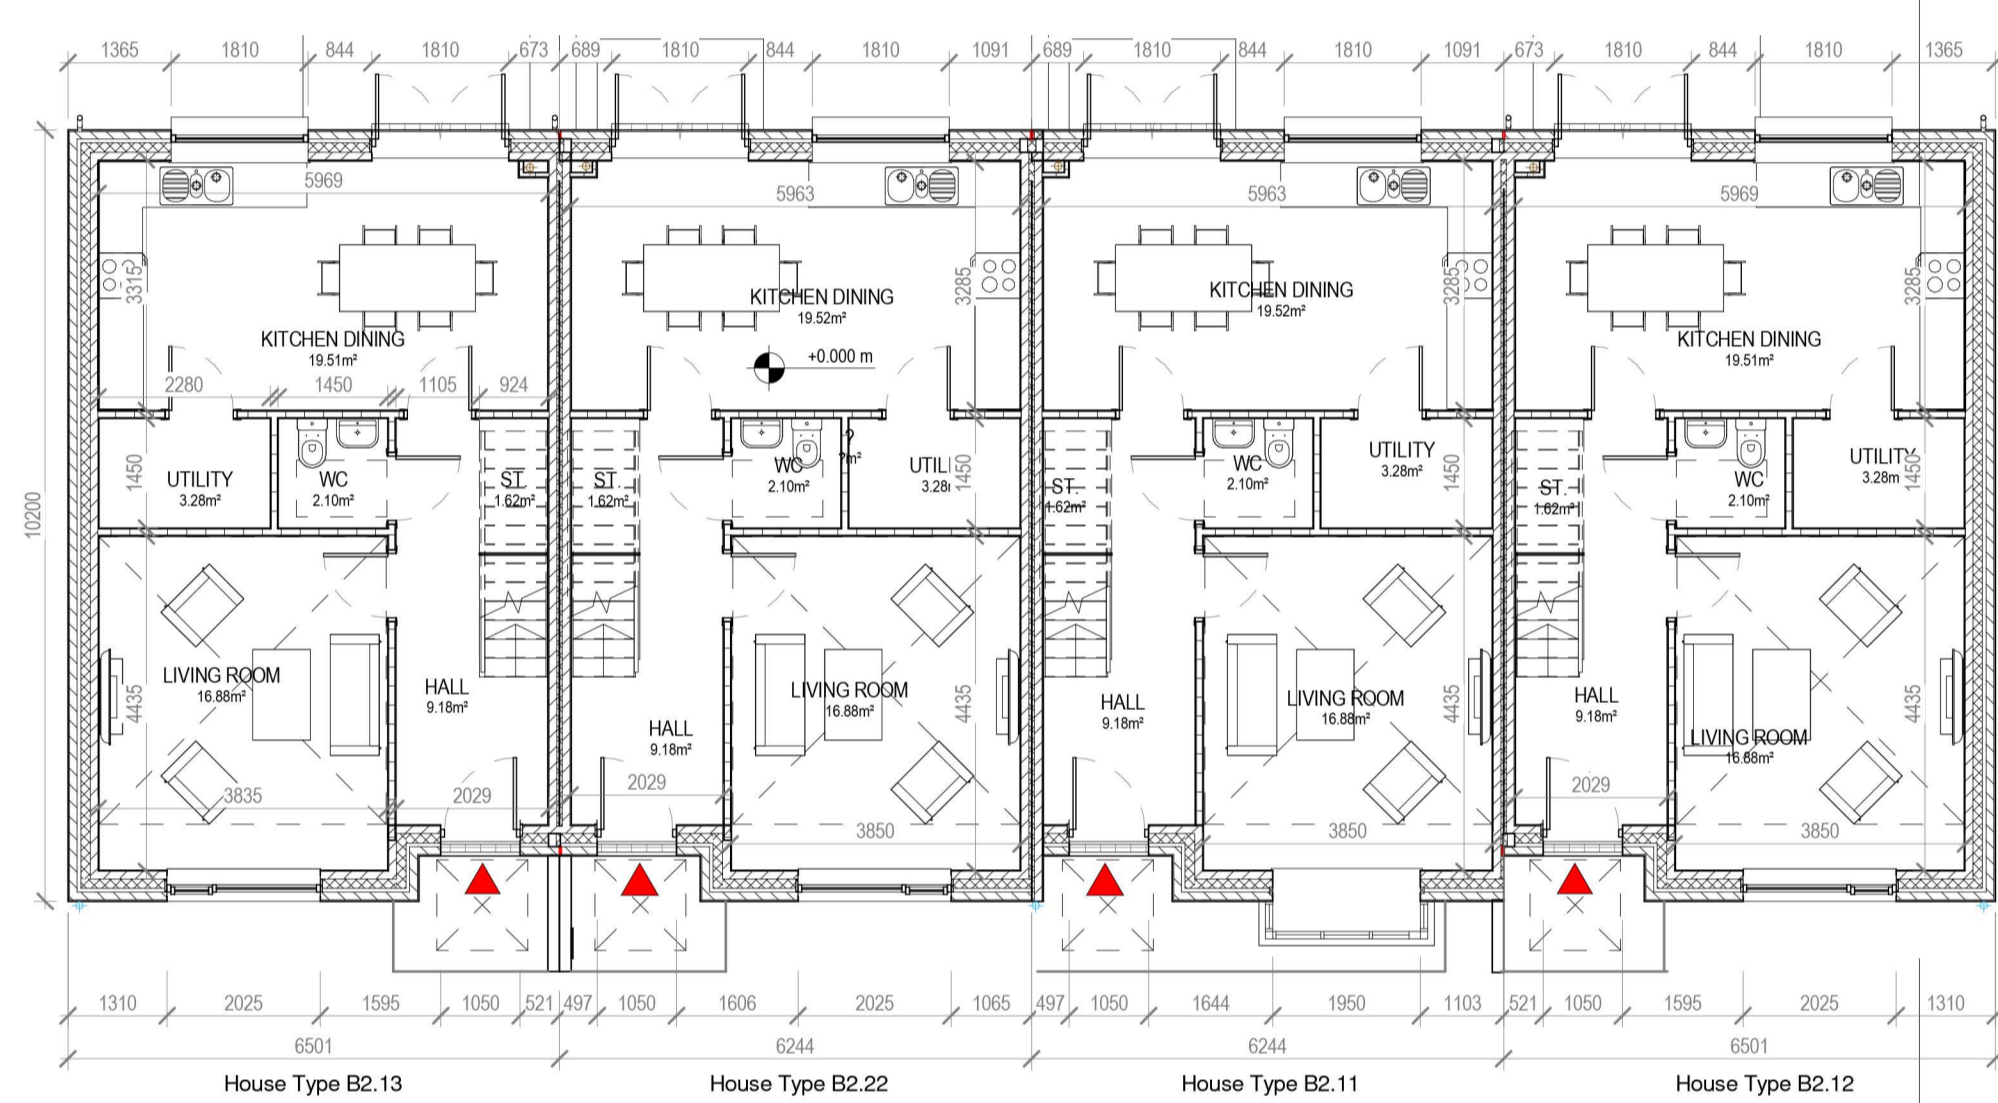 1365 1810 844 1810 673 689 1810 844 1810 1091 689 1810 844 1810 1091 673 1810 844 1810 1365
5969 5963 5963 5969
3315 3285 3285 3285
KITCHEN DINING
19.51m²
KITCHEN DINING
19.52m²
KITCHEN DINING
19.52m²
KITCHEN DINING
19.51m²
+0.000 m
2280 1450 1105 924
10200
1450 1450 1450 1450
UTILITY
3.28m²
WC
2.10m²
ST.
1.62m²
ST.
1.62m²
WC
2.10m²
?
?m²
UTIL
3.28
ST.
1.62m²
WC
2.10m²
UTILITY
3.28m²
ST.
1.62m²
WC
2.10m²
UTILITY
3.28m
LIVING ROOM
16.88m²
HALL
9.18m²
HALL
9.18m²
LIVING ROOM
16.88m²
HALL
9.18m²
LIVING ROOM
16.88m²
HALL
9.18m²
LIVING ROOM
16.88m²
4435 4435 4435 4435
3835 2029 2029 3850 3850 2029 3850
1310 2025 1595 1050 521 497 1050 1606 2025 1065 497 1050 1644 1950 1103 521 1050 1595 2025 1310
6501 6244 6244 6501
House Type B2.13 House Type B2.22 House Type B2.11 House Type B2.12